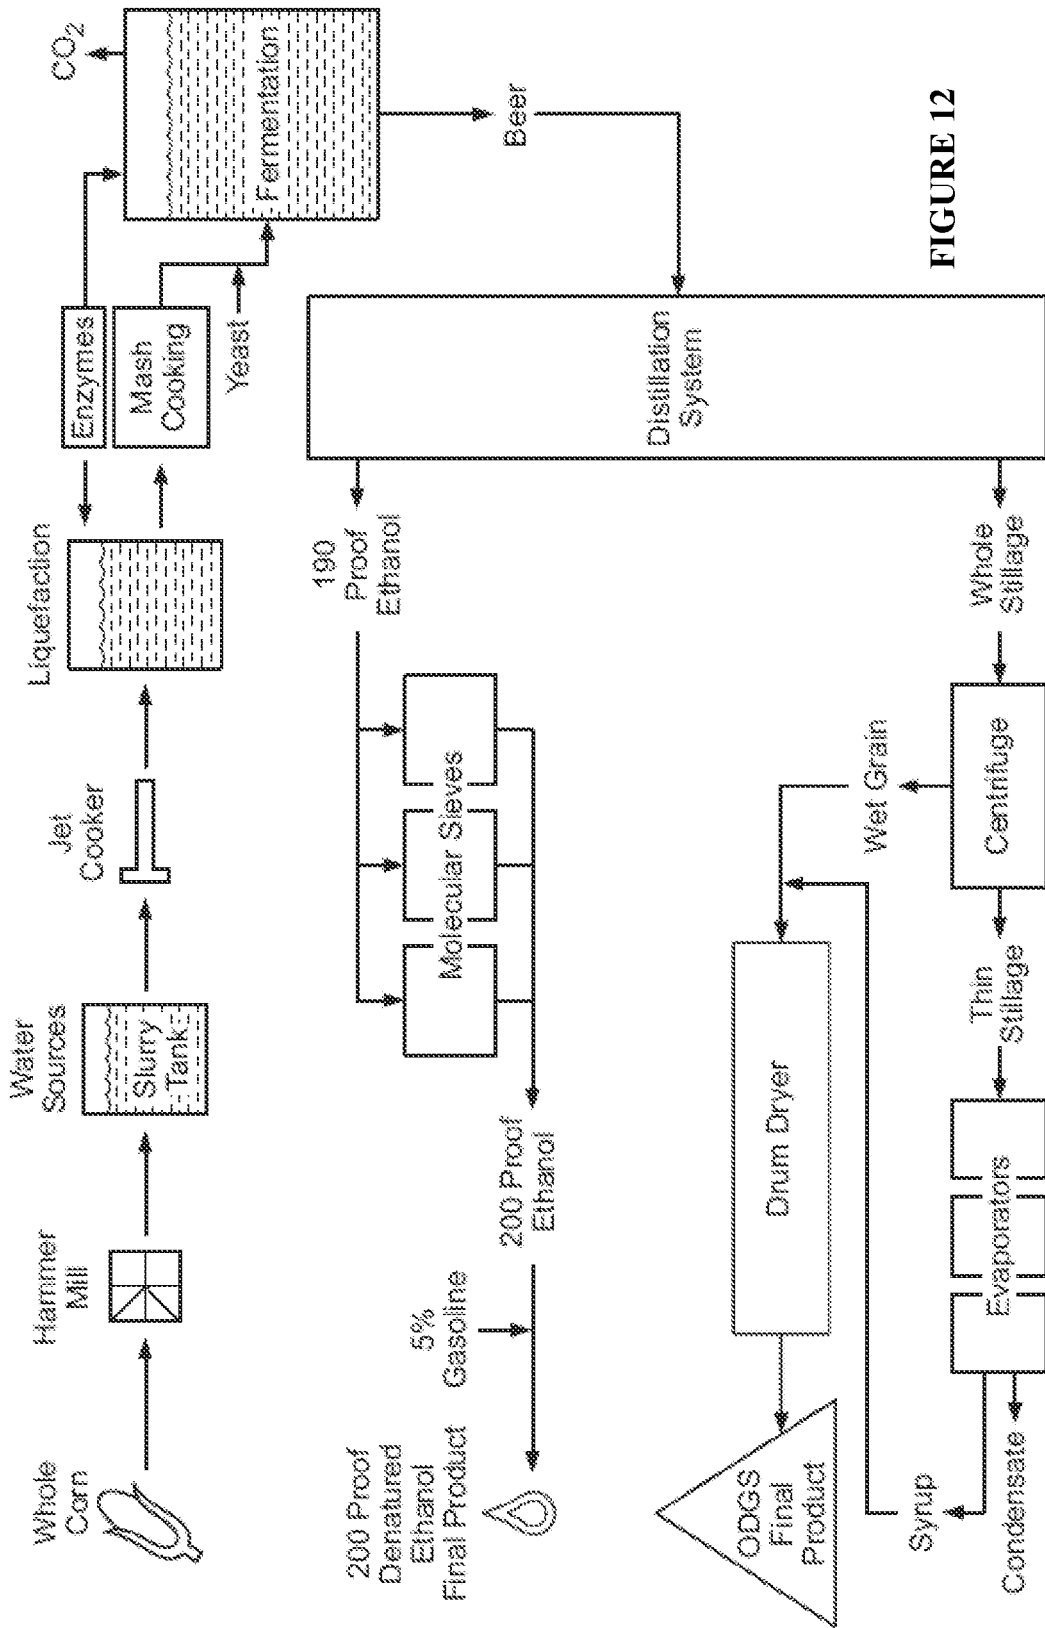 Whole
Corn
Hammer
Mill
Water
Sources
Slurry
Tank
Jet
Cooker
Liquefaction
Enzymes
Mash
Cooking
Yeast
CO2
Fermentation
Beer
Distillation
System
190
Proof
Ethanol
Molecular Sieves
200 Proof
Ethanol
5%
Gasoline
200 Proof
Denatured
Ethanol
Final Product
Whole
Stillage
Centrifuge
Wet Grain
Thin
Stillage
Evaporators
Syrup
Condensate
Drum Dryer
ODGS
Final
Product
FIGURE 12